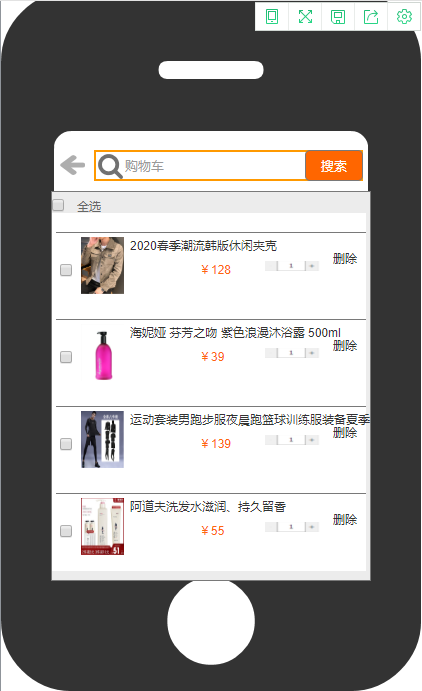 购物车
搜索
全选
2020春季潮流韩版休闲夹克
¥128
1
+
删除
海妮娅 芬芳之吻 紫色浪漫沐浴露 500ml
¥39
1
+
删除
运动套装男跑步服夜晨跑篮球训练服装备夏季
¥139
1
+
删除
阿道夫洗发水滋润、持久留香
¥55
1
+
删除
51